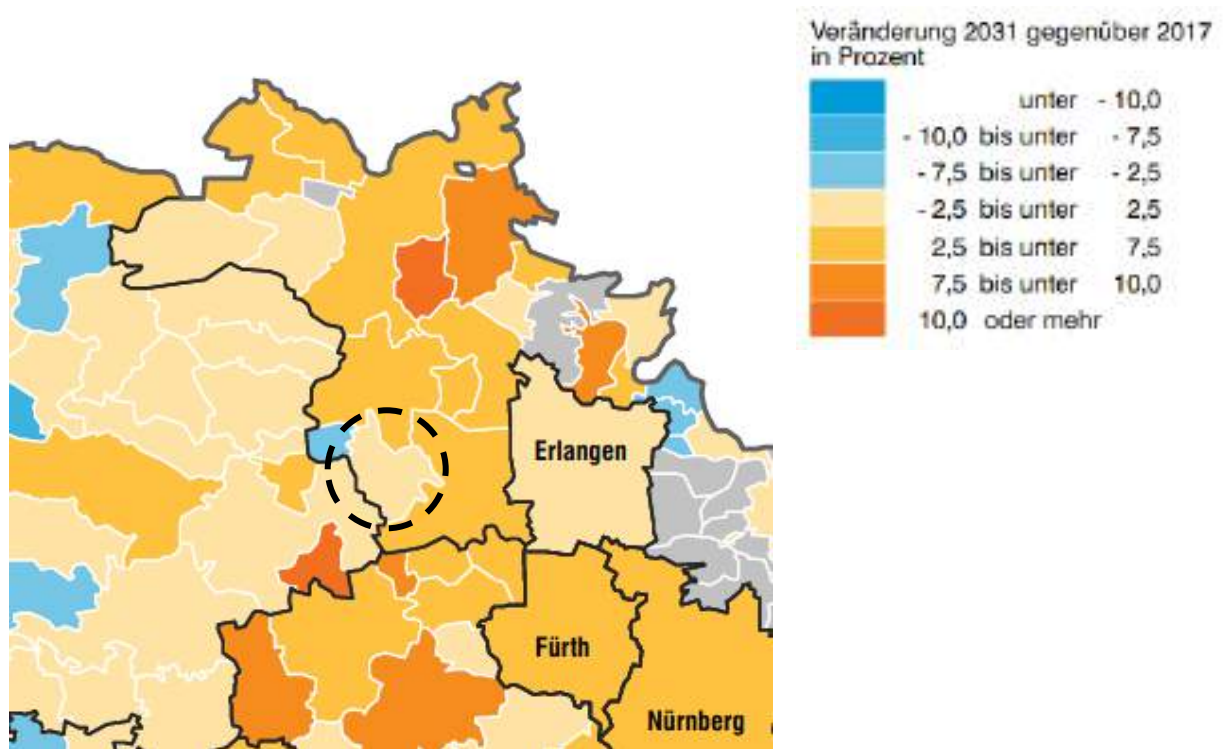 Veränderung 2031 gegenüber 2017
in Prozent
unter - 10,0
- 10,0 bis unter - 7,5
- 7,5 bis unter - 2,5
- 2,5 bis unter 2,5
2,5 bis unter 7,5
7,5 bis unter 10,0
10,0 oder mehr
Erlangen
Fürth
Nürnberg